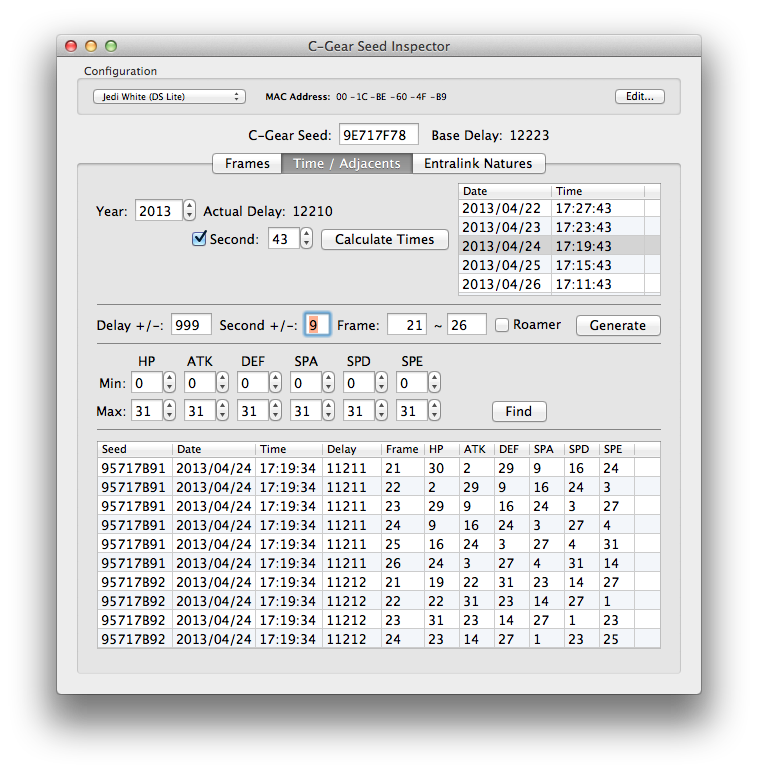 C-Gear Seed Inspector
Configuration
Jedi White (DS Lite) MAC Address: 00 -1C -BE -60 -4F -B9 Edit...
C-Gear Seed: 9E717F78 Base Delay: 12223
Frames Time / Adjacents Entralink Natures
Date Time
2013/04/22 17:27:43
2013/04/23 17:23:43
2013/04/24 17:19:43
2013/04/25 17:15:43
2013/04/26 17:11:43
Year: 2013 Actual Delay: 12210
Second: 43 Calculate Times
Delay +/-: 999 Second +/-: 9 Frame: 21 ~ 26 Roamer Generate
HP ATK DEF SPA SPD SPE
Min: 0 0 0 0 0 0
Max: 31 31 31 31 31 31 Find
Seed Date Time Delay Frame HP ATK DEF SPA SPD SPE
95717B91 2013/04/24 17:19:34 11211 21 30 2 29 9 16 24
95717B91 2013/04/24 17:19:34 11211 22 2 29 9 16 24 3
95717B91 2013/04/24 17:19:34 11211 23 29 9 16 24 3 27
95717B91 2013/04/24 17:19:34 11211 24 9 16 24 3 27 4
95717B91 2013/04/24 17:19:34 11211 25 16 24 3 27 4 31
95717B91 2013/04/24 17:19:34 11211 26 24 3 27 4 31 14
95717B92 2013/04/24 17:19:34 11212 21 19 22 31 23 14 27
95717B92 2013/04/24 17:19:34 11212 22 22 31 23 14 27 1
95717B92 2013/04/24 17:19:34 11212 23 31 23 14 27 1 23
95717B92 2013/04/24 17:19:34 11212 24 23 14 27 1 23 25